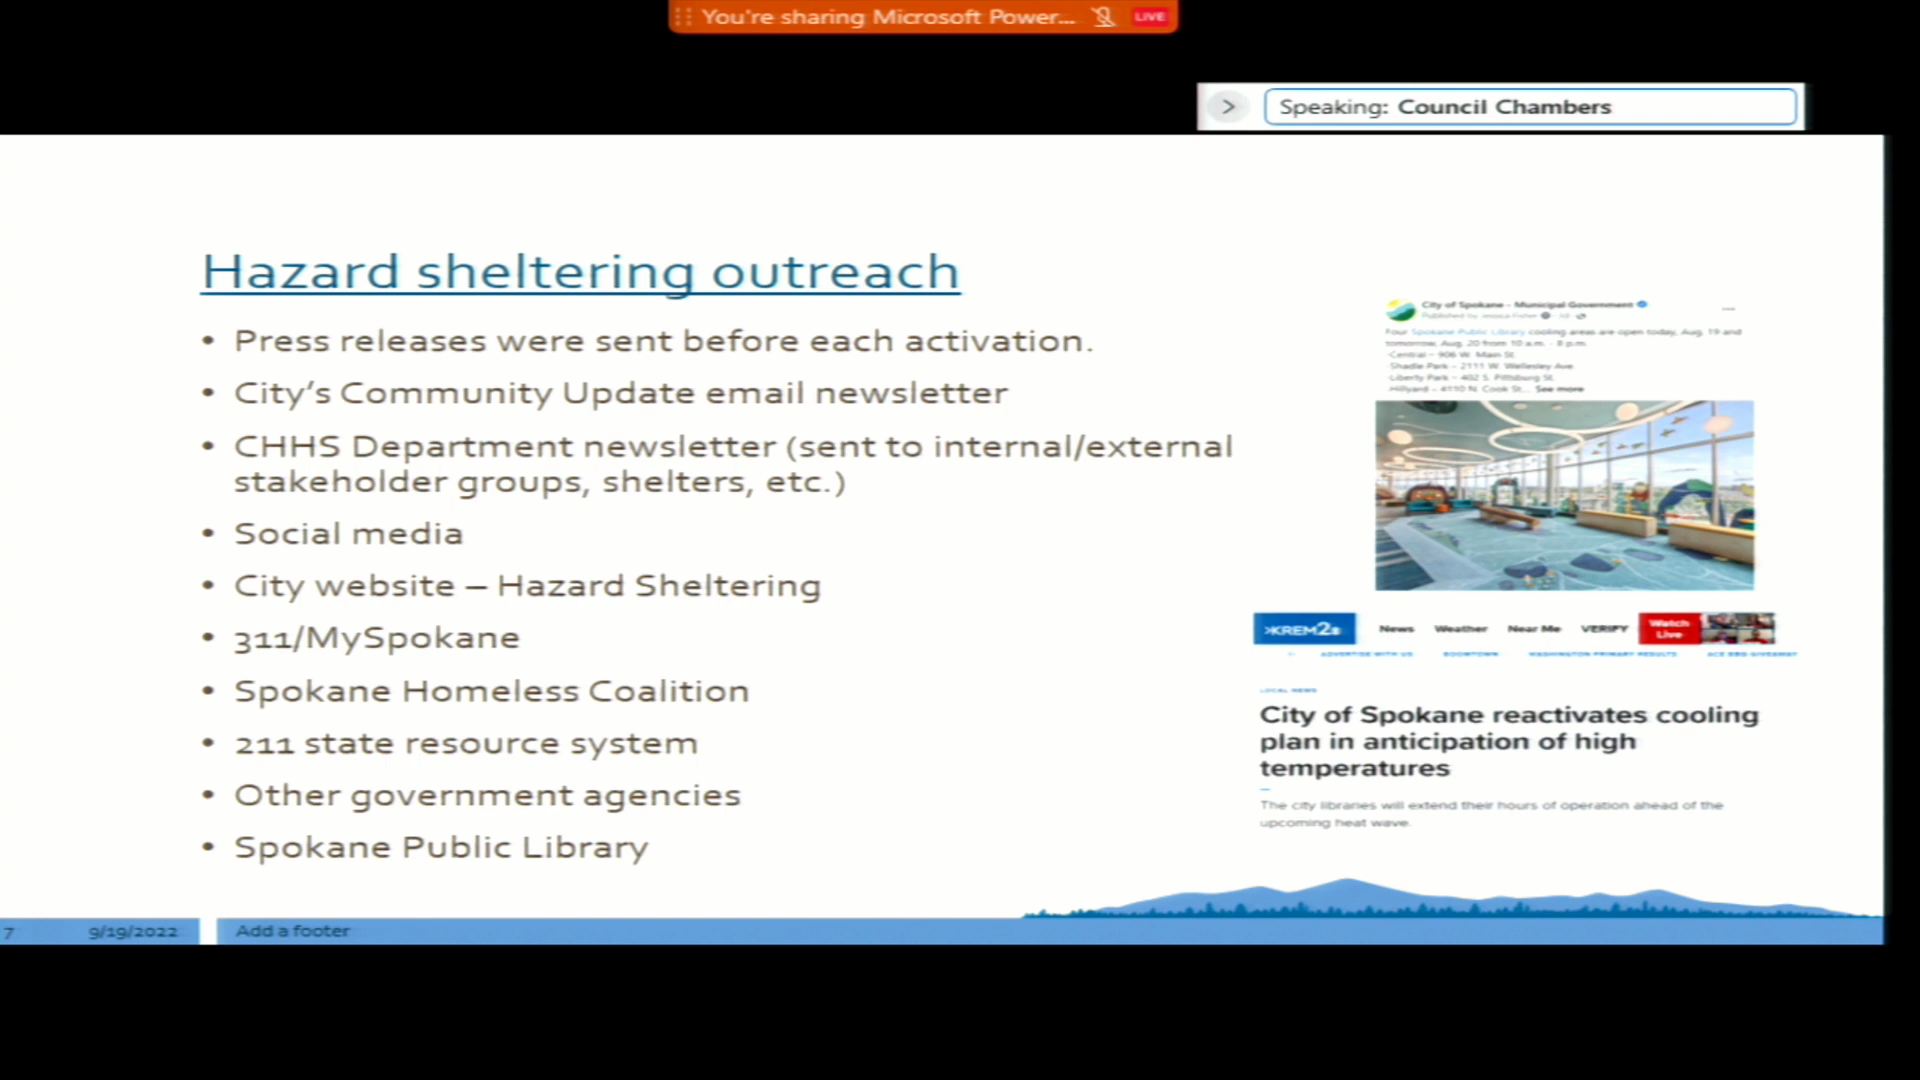 You're sharing Microsoft Power...
LIVE
Speaking: Council Chambers
Hazard sheltering outreach
• Press releases were sent before each activation.
• City's Community Update email newsletter
• CHHS Department newsletter (sent to internal/external
stakeholder groups, shelters, etc.)
• Social media
• City website – Hazard Sheltering
• 311/MySpokane
• Spokane Homeless Coalition
• 211 state resource system
• Other government agencies
• Spokane Public Library
City of Spokane - Municipal Government
Published by Jessica Fisher
Four Spokane Public Library cooling areas are open today, Aug. 19 and
tomorrow, Aug. 20 from 10 a.m. - 8 p.m.
Central – 906 W. Main St.
Shadle Park – 2111 W. Wellesley Ave
Liberty Park – 402 S. Pittsburg St.
Hillyard – 4110 N. Cook St... See more
KREM2
News Weather Near Me VERIFY Watch
Live
ADVERTISE WITH US BOOMTOWN WASHINGTON PRIMARY RESULTS ACE BBQ GIVEAWAY
LOCAL NEWS
City of Spokane reactivates cooling
plan in anticipation of high
temperatures
The city libraries will extend their hours of operation ahead of the
upcoming heat wave.
7 9/19/2022 Add a footer